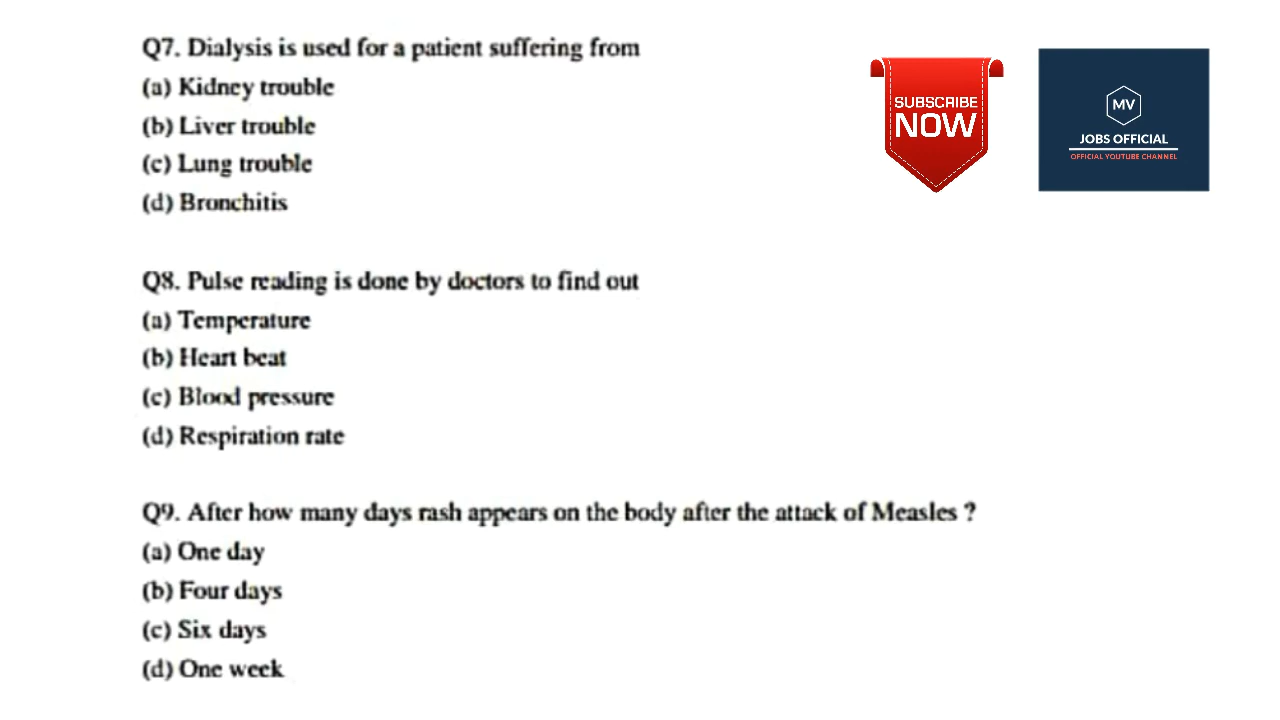 Q7. Dialysis is used for a patient suffering from
(a) Kidney trouble
(b) Liver trouble
(c) Lung trouble
(d) Bronchitis
Q8. Pulse reading is done by doctors to find out
(a) Temperature
(b) Heart beat
(c) Blood pressure
(d) Respiration rate
Q9. After how many days rash appears on the body after the attack of Measles ?
(a) One day
(b) Four days
(c) Six days
(d) One week
SUBSCRIBE
NOW
MV
JOBS OFFICIAL
OFFICIAL YOUTUBE CHANNEL